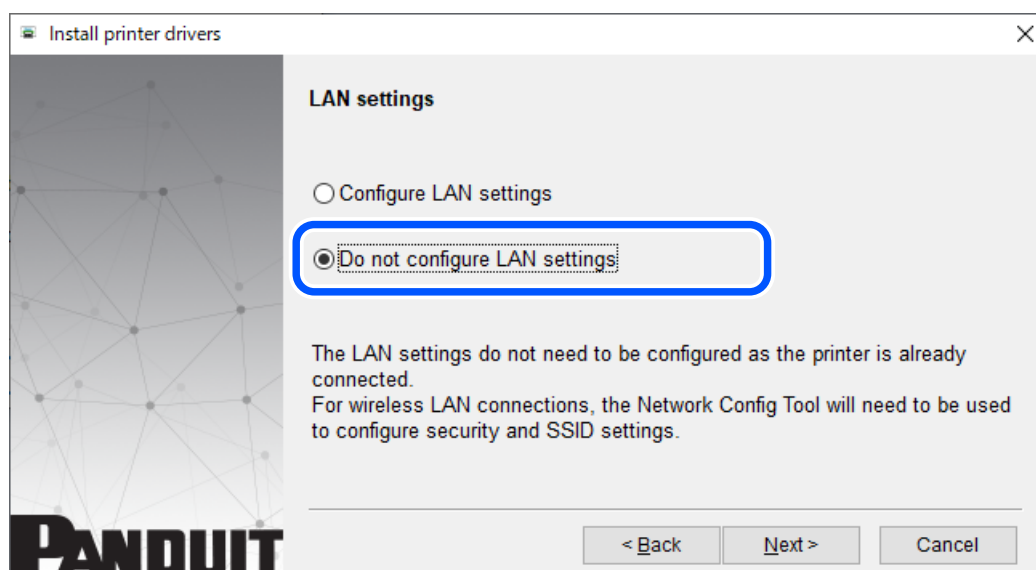 Install printer drivers
LAN settings
Configure LAN settings
Do not configure LAN settings
The LAN settings do not need to be configured as the printer is already
connected.
For wireless LAN connections, the Network Config Tool will need to be used
to configure security and SSID settings.
PANDUIT
< Back Next > Cancel